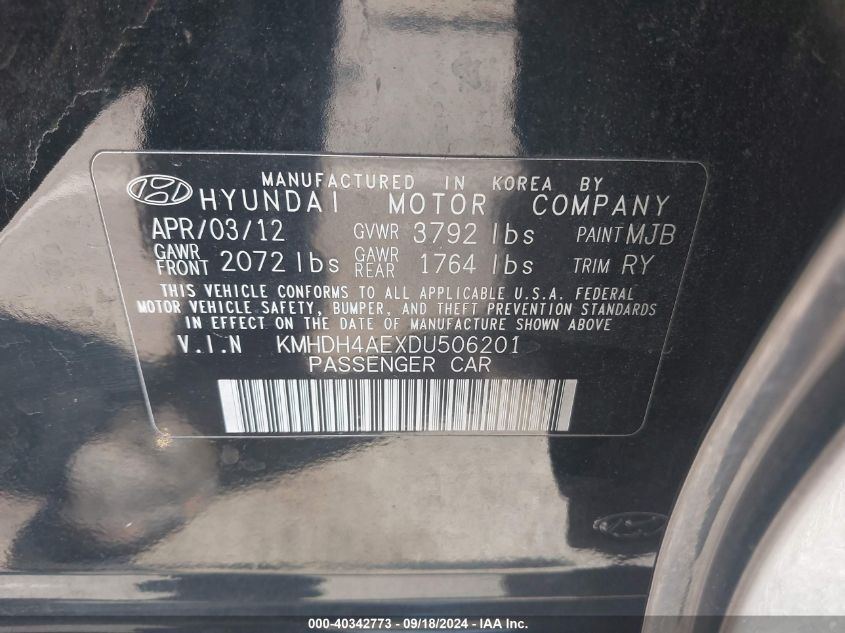 MANUFACTURED IN KOREA BY
HYUNDAI MOTOR COMPANY
APR/03/12 GVWR 3792 lbs PAINT MJB
GAWR FRONT 2072 lbs GAWR REAR 1764 lbs TRIM RY
THIS VEHICLE CONFORMS TO ALL APPLICABLE U.S.A. FEDERAL
MOTOR VEHICLE SAFETY, BUMPER, AND THEFT PREVENTION STANDARDS
IN EFFECT ON THE DATE OF MANUFACTURE SHOWN ABOVE
V.I.N KMHDH4AEXDU506201
PASSENGER CAR
000-40342773 - 09/18/2024 - IAA Inc.